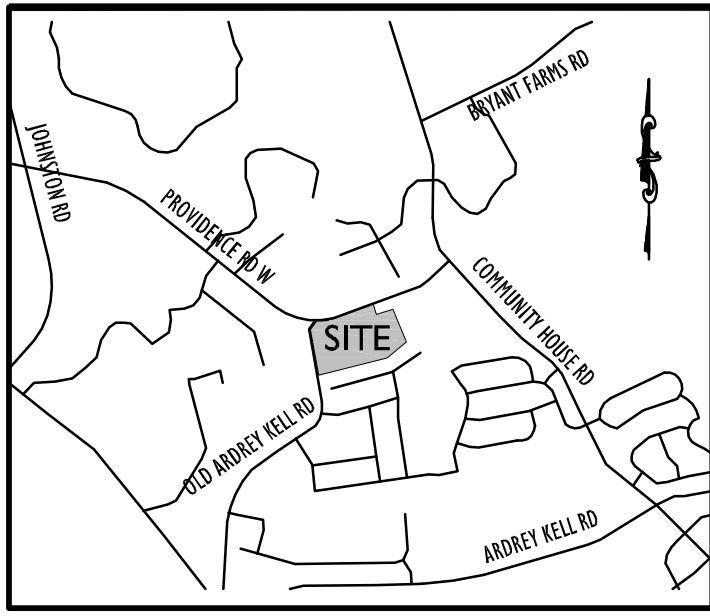 BRYANT FARMS RD
JOHNSTON RD
PROVIDENCE RD W
COMMUNITY HOUSE RD
SITE
OLD ARDREY KELL RD
ARDREY KELL RD